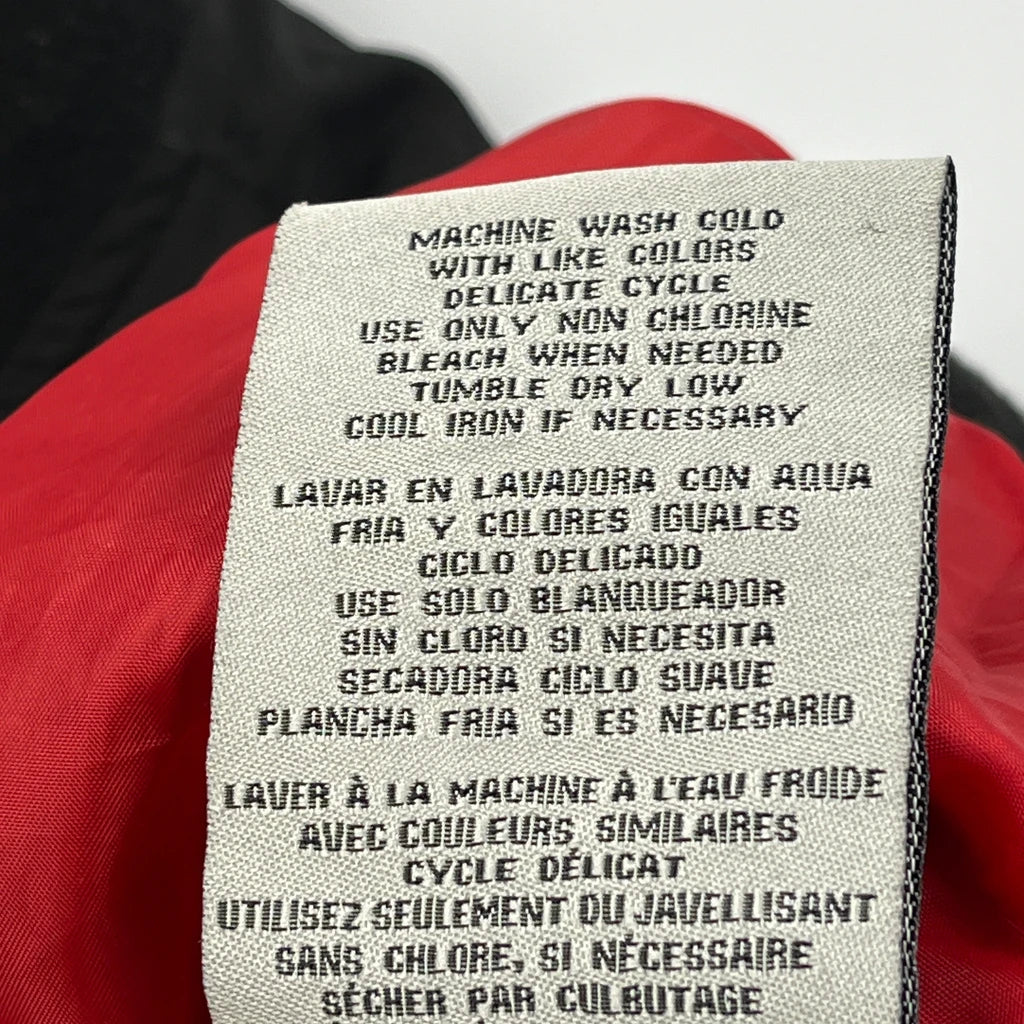 MACHINE WASH COLD
WITH LIKE COLORS
DELICATE CYCLE
USE ONLY NON CHLORINE
BLEACH WHEN NEEDED
TUMBLE DRY LOW
COOL IRON IF NECESSARY
LAVAR EN LAVADORA CON AQUA
FRIA Y COLORES IGUALES
CICLO DELICADO
USE SOLO BLANQUEADOR
SIN CLORO SI NECESITA
SECADORA CICLO SUAVE
PLANCHA FRIA SI ES NECESARIO
LAVER À LA MACHINE À L'EAU FROIDE
AVEC COULEURS SIMILAIRES
CYCLE DÉLICAT
UTILISEZ SEULEMENT DU JAVELLISANT
SANS CHLORE, SI NÉCESSAIRE
SÉCHER PAR CULBUTAGE